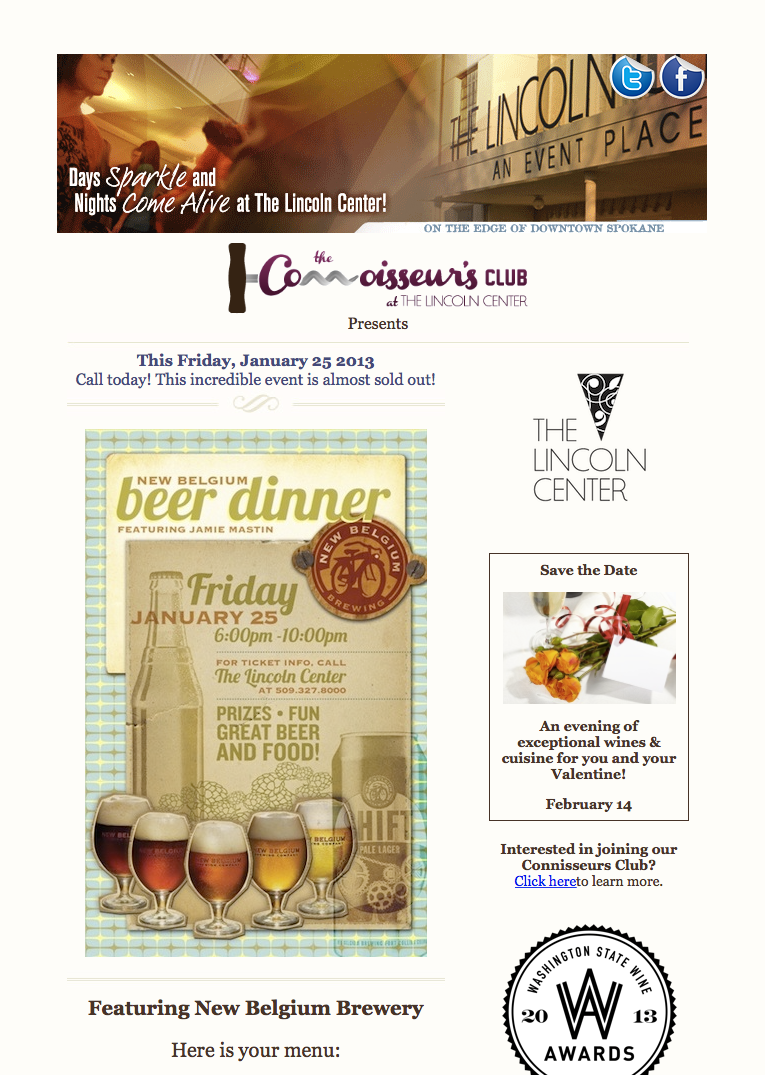 THE LINCOLN
AN EVENT PLACE
Days Sparkle and
Nights Come Alive at The Lincoln Center!
ON THE EDGE OF DOWNTOWN SPOKANE
the
Connoisseur's CLUB
at THE LINCOLN CENTER
Presents
This Friday, January 25 2013
Call today! This incredible event is almost sold out!
NEW BELGIUM
beer dinner
FEATURING JAMIE MASTIN
NEW BELGIUM
BREWING
Friday
JANUARY 25
6:00pm -10:00pm
FOR TICKET INFO, CALL
The Lincoln Center
AT 509.327.8000
PRIZES • FUN
GREAT BEER
AND FOOD!
SHIFT
PALE LAGER
NEW BELGIUM
Featuring New Belgium Brewery
Here is your menu:
THE
LINCOLN
CENTER
Save the Date
An evening of
exceptional wines &
cuisine for you and your
Valentine!
February 14
Interested in joining our
Connisseurs Club?
Click hereto learn more.
WASHINGTON STATE WINE
20 WA 13
AWARDS